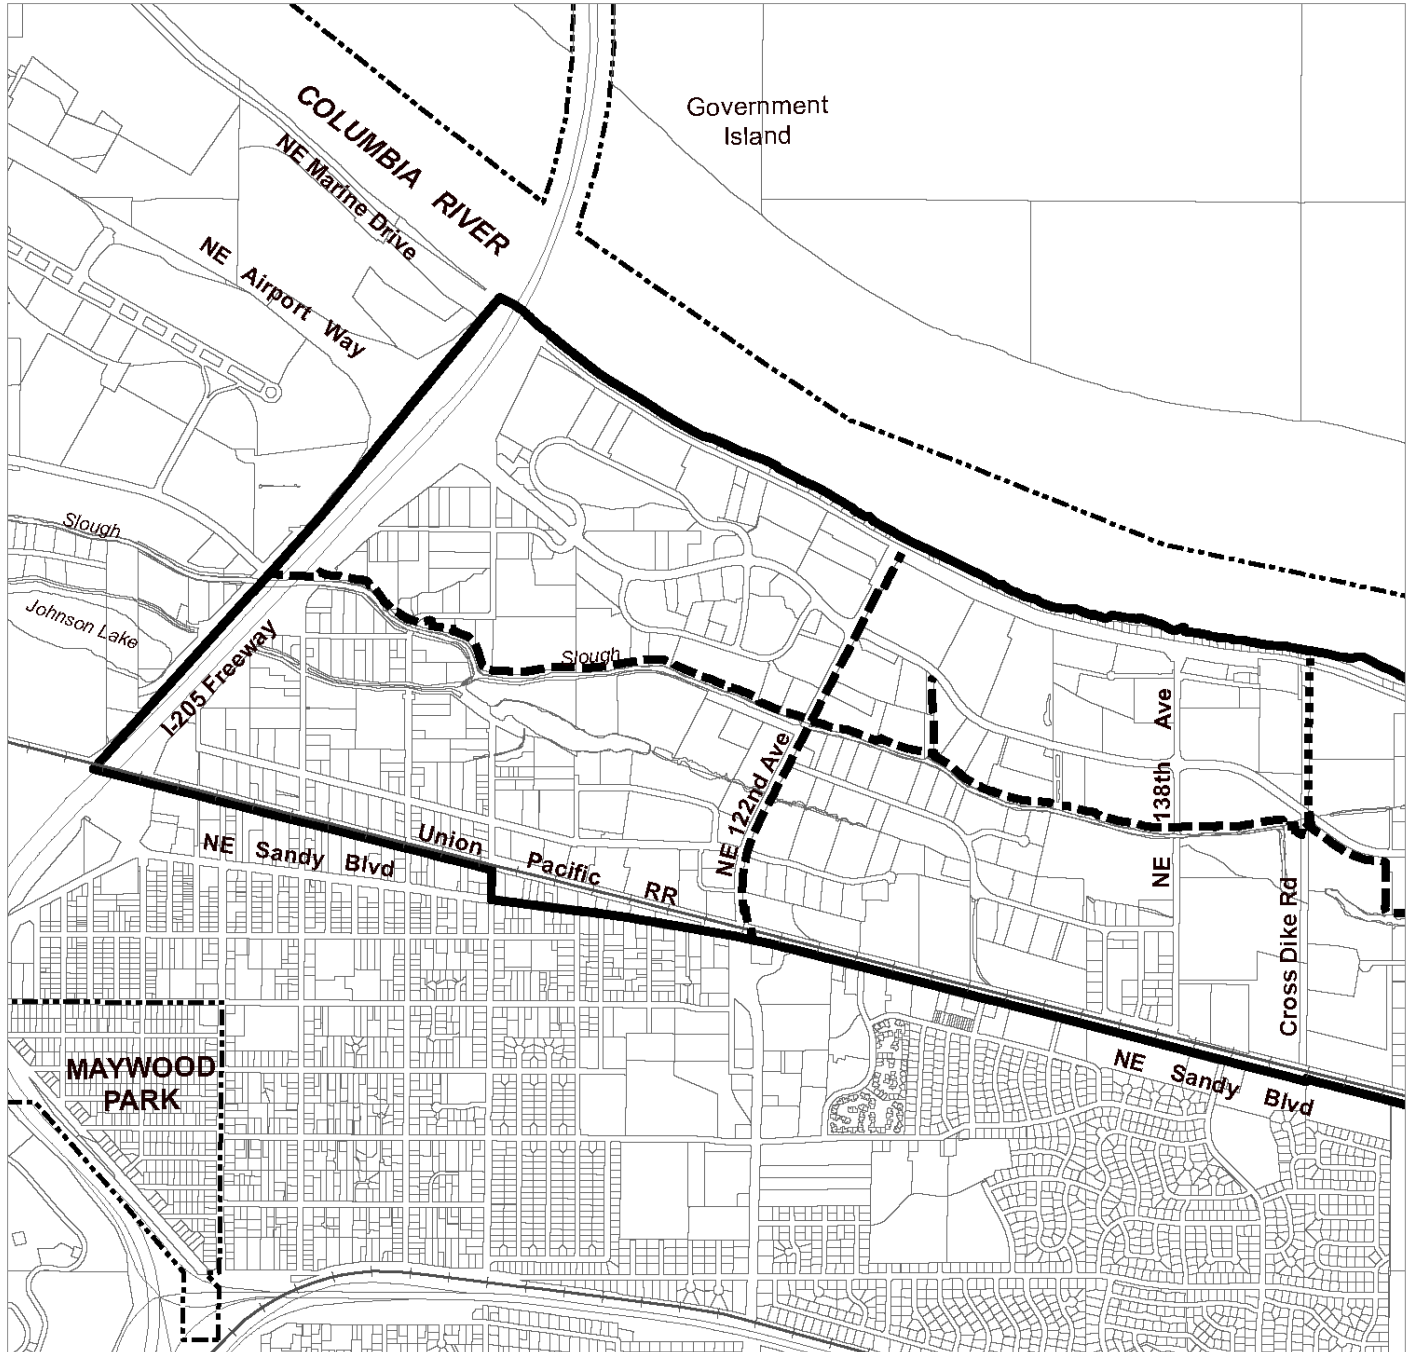 Government
Island
COLUMBIA RIVER
NE Marine Drive
NE Airport Way
Slough
Johnson Lake
I-205 Freeway
Slough
NE 122nd Ave
NE 138th Ave
Cross Dike Rd
NE Sandy Blvd
Union Pacific RR
NE Sandy Blvd
MAYWOOD
PARK